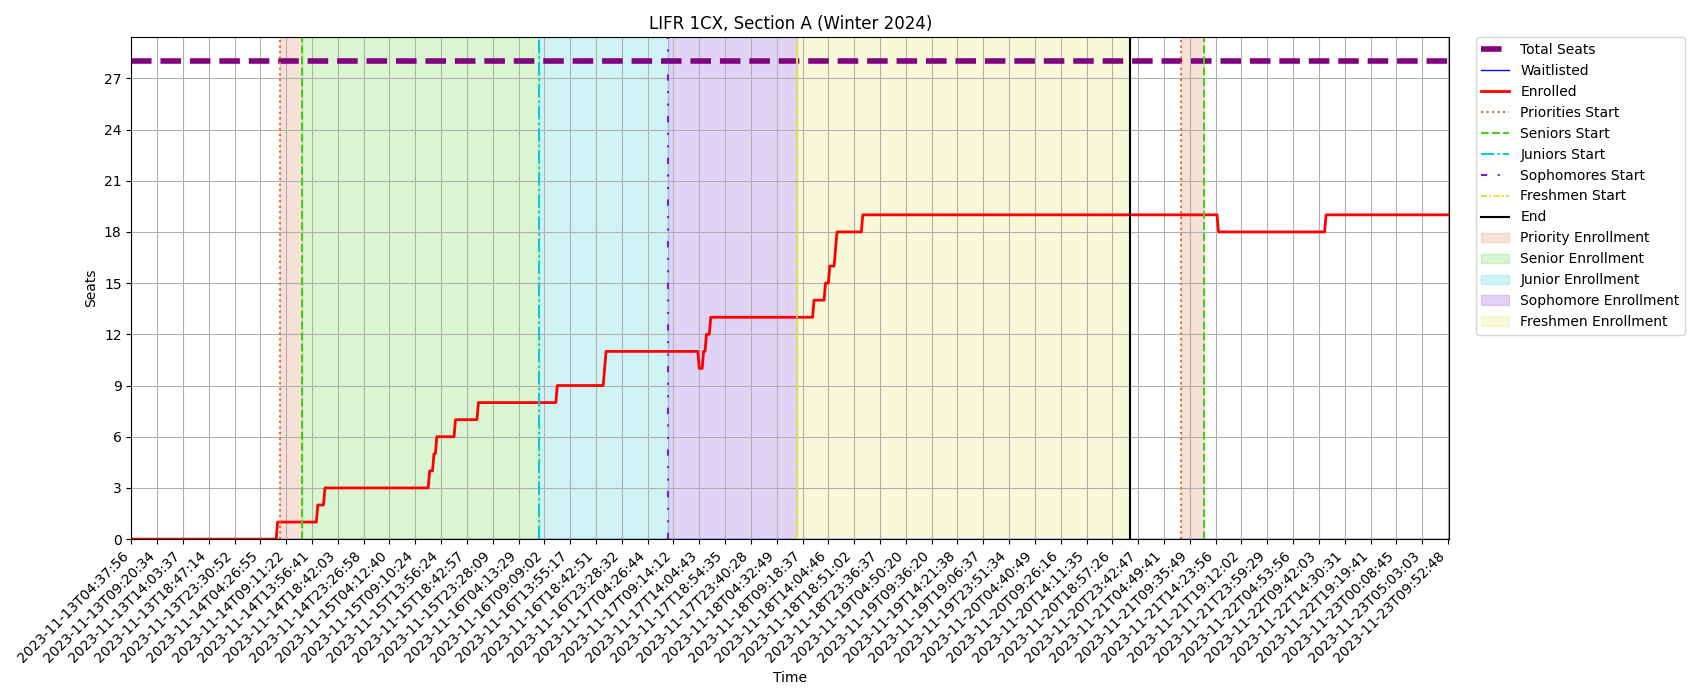 LIFR 1CX, Section A (Winter 2024)
Seats
27
24
21
18
15
12
9
6
3
0
2023-11-13T04:37:56
2023-11-13T09:20:34
2023-11-13T14:03:37
2023-11-13T18:47:14
2023-11-13T23:30:52
2023-11-14T04:26:55
2023-11-14T09:11:22
2023-11-14T13:56:41
2023-11-14T18:42:03
2023-11-14T23:26:58
2023-11-15T04:12:40
2023-11-15T09:10:24
2023-11-15T13:56:24
2023-11-15T18:42:57
2023-11-15T23:28:09
2023-11-16T04:13:29
2023-11-16T09:09:02
2023-11-16T13:55:17
2023-11-16T18:42:51
2023-11-16T23:28:32
2023-11-17T04:26:44
2023-11-17T09:14:12
2023-11-17T14:04:43
2023-11-17T18:54:35
2023-11-17T23:40:28
2023-11-18T04:32:49
2023-11-18T09:18:37
2023-11-18T14:04:46
2023-11-18T18:51:02
2023-11-18T23:36:37
2023-11-19T04:50:20
2023-11-19T09:36:20
2023-11-19T14:21:38
2023-11-19T19:06:37
2023-11-19T23:51:34
2023-11-20T04:40:49
2023-11-20T09:26:16
2023-11-20T14:11:35
2023-11-20T18:57:26
2023-11-20T23:42:47
2023-11-21T04:49:41
2023-11-21T09:35:49
2023-11-21T14:23:56
2023-11-21T19:12:02
2023-11-21T23:59:29
2023-11-22T04:53:56
2023-11-22T09:42:03
2023-11-22T14:30:31
2023-11-22T19:19:41
2023-11-23T00:08:45
2023-11-23T05:03:03
2023-11-23T09:52:48
Time
Total Seats
Waitlisted
Enrolled
Priorities Start
Seniors Start
Juniors Start
Sophomores Start
Freshmen Start
End
Priority Enrollment
Senior Enrollment
Junior Enrollment
Sophomore Enrollment
Freshmen Enrollment